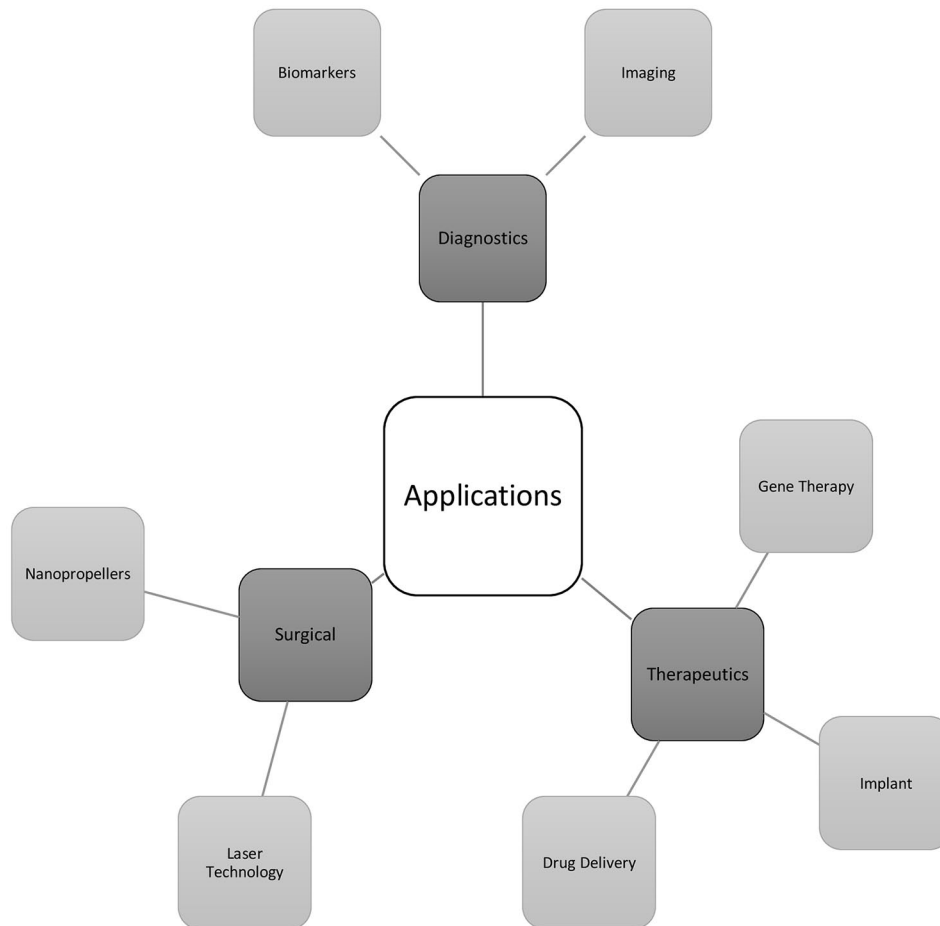 Biomarkers
Imaging
Diagnostics
Applications
Gene Therapy
Nanopropellers
Surgical
Therapeutics
Implant
Laser
Technology
Drug Delivery